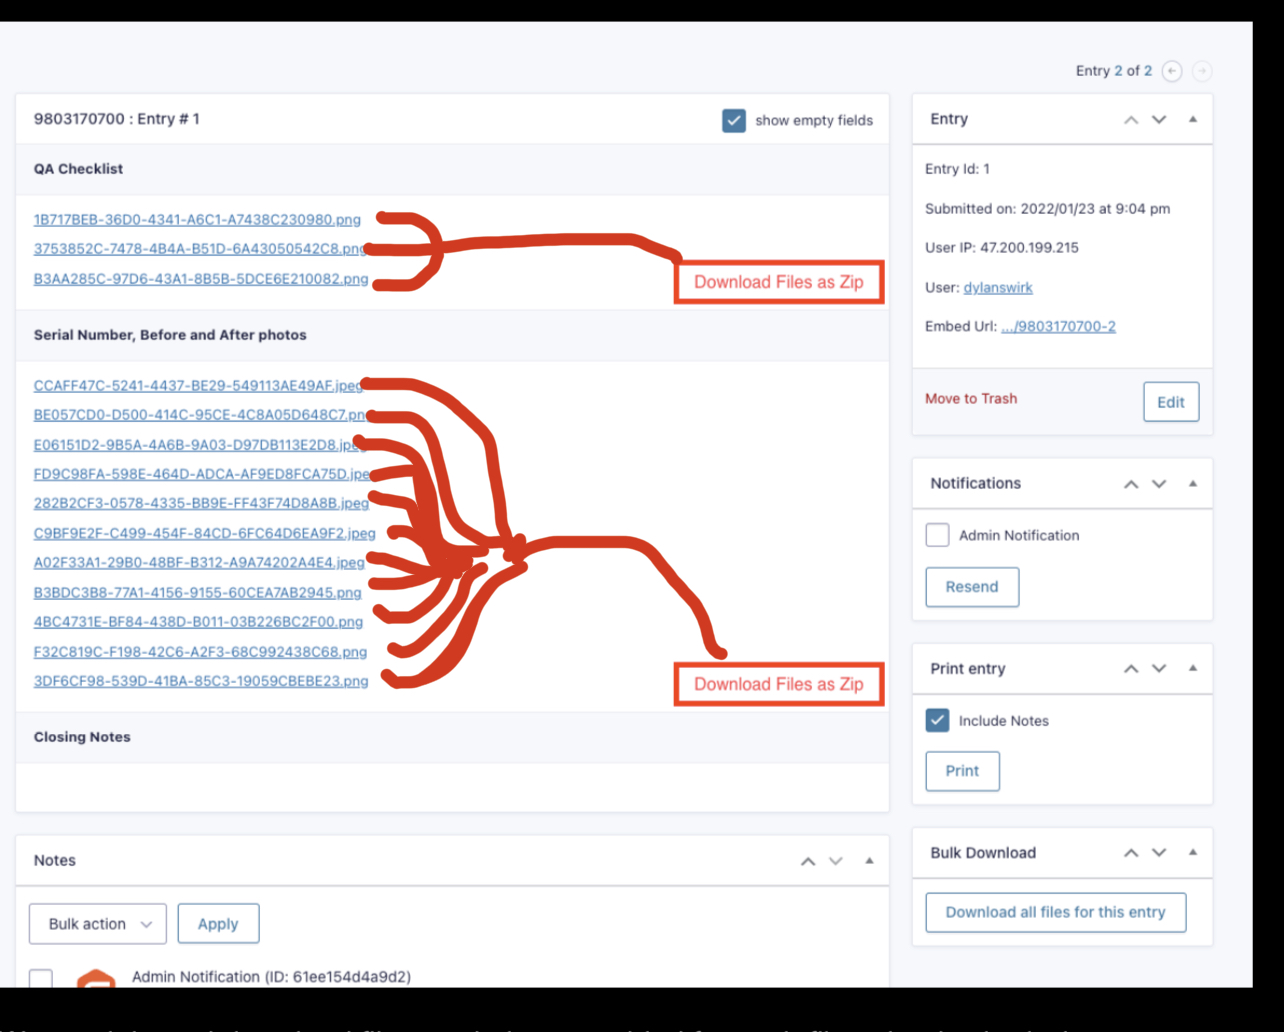 Entry 2 of 2
9803170700 : Entry # 1
show empty fields
QA Checklist
1B717BEB-36D0-4341-A6C1-A7438C230980.png
3753852C-7478-4B4A-B51D-6A43050542C8.png
B3AA285C-97D6-43A1-8B5B-5DCE6E210082.png
Download Files as Zip
Serial Number, Before and After photos
CCAFF47C-5241-4437-BE29-549113AE49AF.jpeg
BE057CD0-D500-414C-95CE-4C8A05D648C7.pn
E06151D2-9B5A-4A6B-9A03-D97DB113E2D8.jpe
FD9C98FA-598E-464D-ADCA-AF9ED8FCA75D.jpe
282B2CF3-0578-4335-BB9E-FF43F74D8A8B.jpeg
C9BF9E2F-C499-454F-84CD-6FC64D6EA9F2.jpeg
A02F33A1-29B0-48BF-B312-A9A74202A4E4.jpeg
B3BDC3B8-77A1-4156-9155-60CEA7AB2945.png
4BC4731E-BF84-438D-B011-03B226BC2F00.png
F32C819C-F198-42C6-A2F3-68C992438C68.png
3DF6CF98-539D-41BA-85C3-19059CBEBE23.png
Download Files as Zip
Closing Notes
Notes
Bulk action
Apply
Admin Notification (ID: 61ee154d4a9d2)
Entry
Entry Id: 1
Submitted on: 2022/01/23 at 9:04 pm
User IP: 47.200.199.215
User: dylanswirk
Embed Url: .../9803170700-2
Move to Trash
Edit
Notifications
Admin Notification
Resend
Print entry
Include Notes
Print
Bulk Download
Download all files for this entry